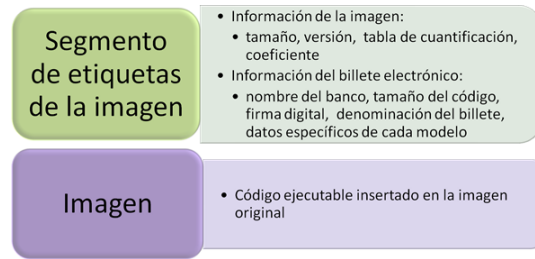 Segmento
de etiquetas
de la imagen
• Información de la imagen:
• tamaño, versión, tabla de cuantificación,
coeficiente
• Información del billete electrónico:
• nombre del banco, tamaño del código,
firma digital, denominación del billete,
datos específicos de cada modelo
Imagen
• Código ejecutable insertado en la imagen
original